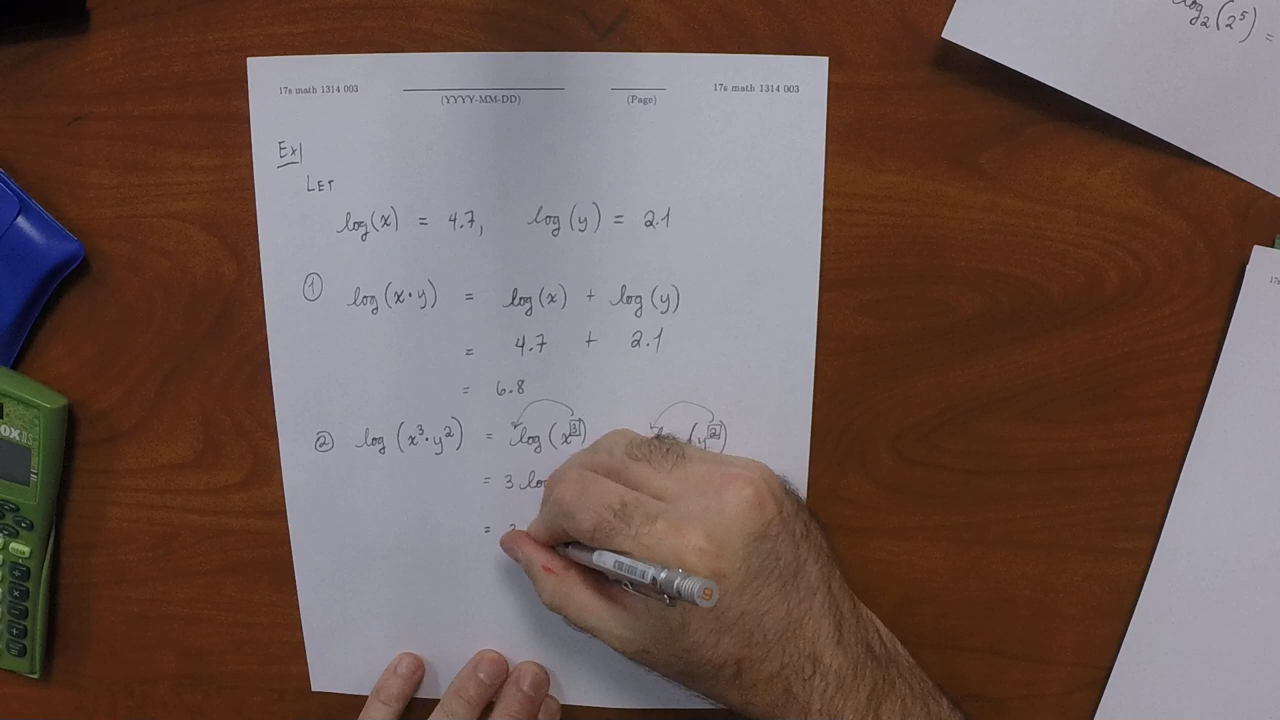 log₂(2⁵) =
17s math 1314 003 17s math 1314 003
(YYYY-MM-DD) (Page)
Ex|
LET
log(x) = 4.7, log(y) = 2.1
① log(x·y) = log(x) + log(y)
= 4.7 + 2.1
= 6.8
② log(x³·y²) = log(x³) (y²)
= 3
=